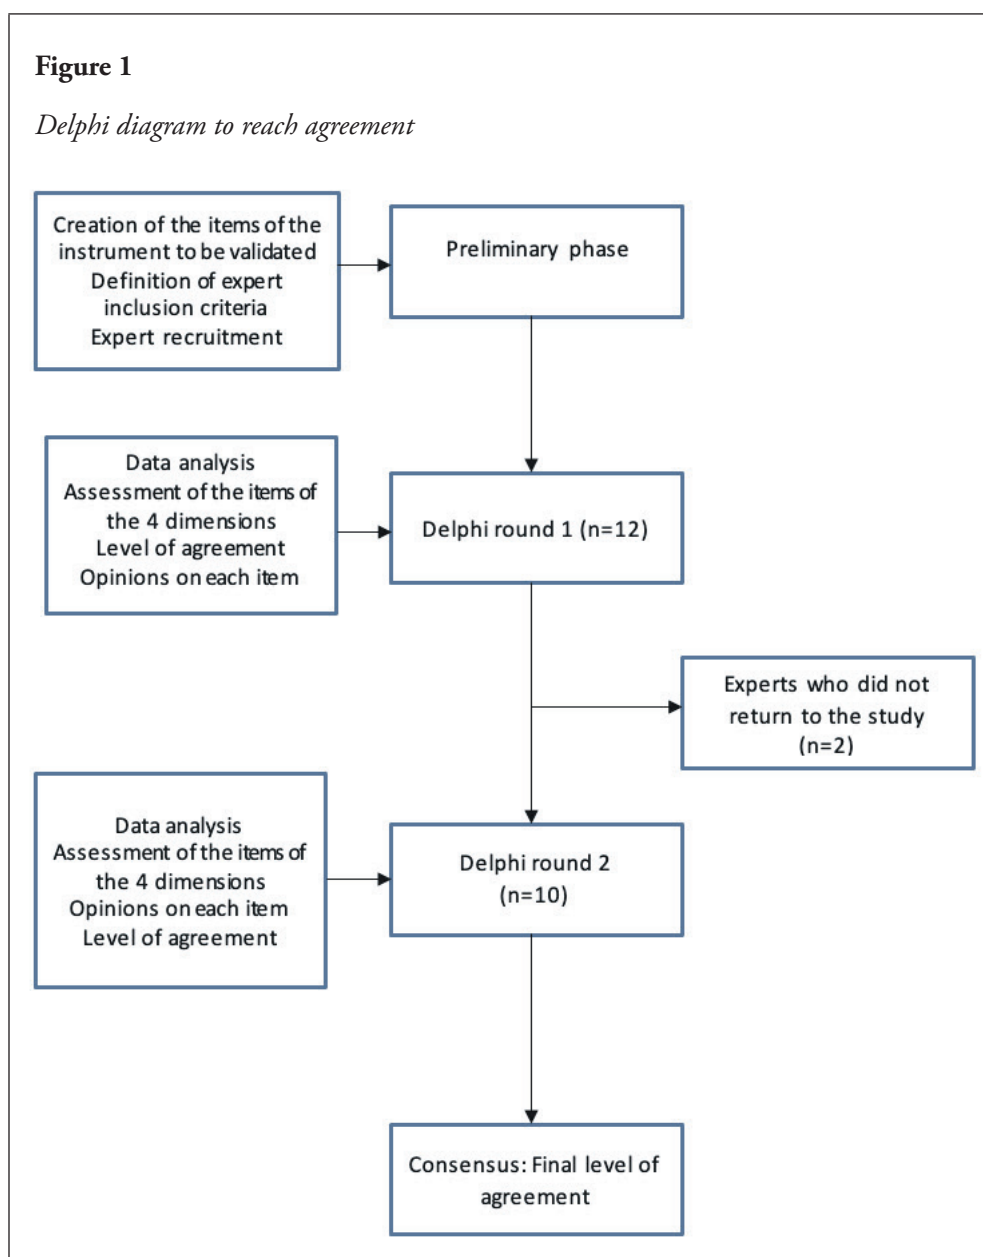 Figure 1
Delphi diagram to reach agreement
Creation of the items of the
instrument to be validated
Definition of expert
inclusion criteria
Expert recruitment
Preliminary phase
Data analysis
Assessment of the items of
the 4 dimensions
Level of agreement
Opinions on each item
Delphi round 1 (n=12)
Experts who did not
return to the study
(n=2)
Data analysis
Assessment of the items of
the 4 dimensions
Opinions on each item
Level of agreement
Delphi round 2
(n=10)
Consensus: Final level of
agreement